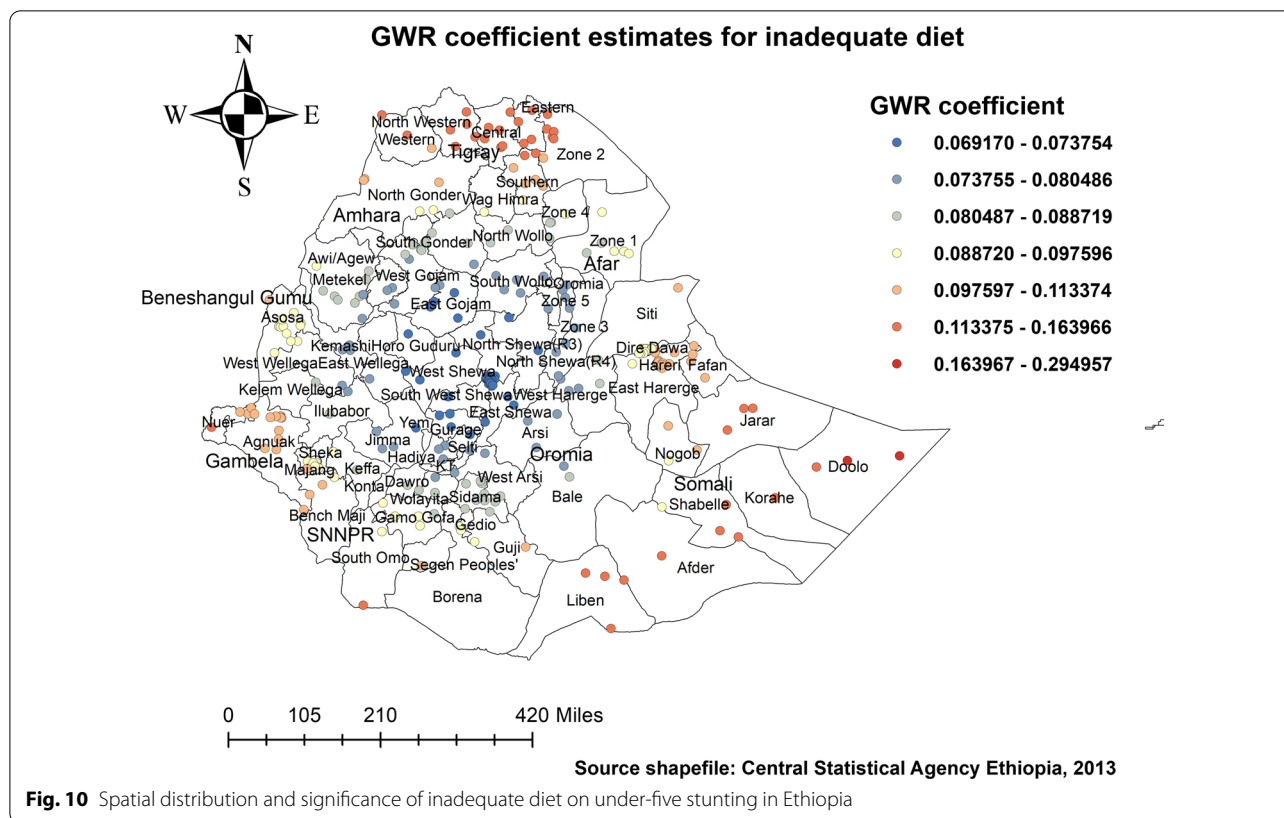 GWR coefficient estimates for inadequate diet
N
W E
S
GWR coefficient
0.069170 - 0.073754
0.073755 - 0.080486
0.080487 - 0.088719
0.088720 - 0.097596
0.097597 - 0.113374
0.113375 - 0.163966
0.163967 - 0.294957
Eastern
North Western
Central
Western
Tigray
Zone 2
Southern
North Gonder
Wag Himra
Amhara
Zone 4
South Gonder
North Wollo
Zone 1
Awi/Agew
Afar
Metekel
West Gojam
South Wollo
Oromia
Beneshangul Gumu
East Gojam
Zone 5
Asosa
Siti
Zone 3
Kemashi
Horo Guduru
North Shewa(R3)
Dire Dawa
West Wellega
East Wellega
North Shewa(R4)
Hareri
Fafan
West Shewa
Kelem Wellega
East Harerge
South West Shewa
West Harerge
Ilubabor
East Shewa
Nuer
Yem
Gurage
Jarar
Agnuak
Jimma
Arsi
Sheka
Hadiya
Selti
Oromia
Nogob
Gambela
Majang
Keffa
KT
Doolo
Konta
Dawro
West Arsi
Somali
Wolayita
Sidama
Bale
Shabelle
Korahe
Bench Maji
Gamo Gofa
Gedio
SNNPR
Guji
South Omo
Segen Peoples'
Afder
Borena
Liben
0 105 210 420 Miles
Source shapefile: Central Statistical Agency Ethiopia, 2013
Fig. 10 Spatial distribution and significance of inadequate diet on under-five stunting in Ethiopia